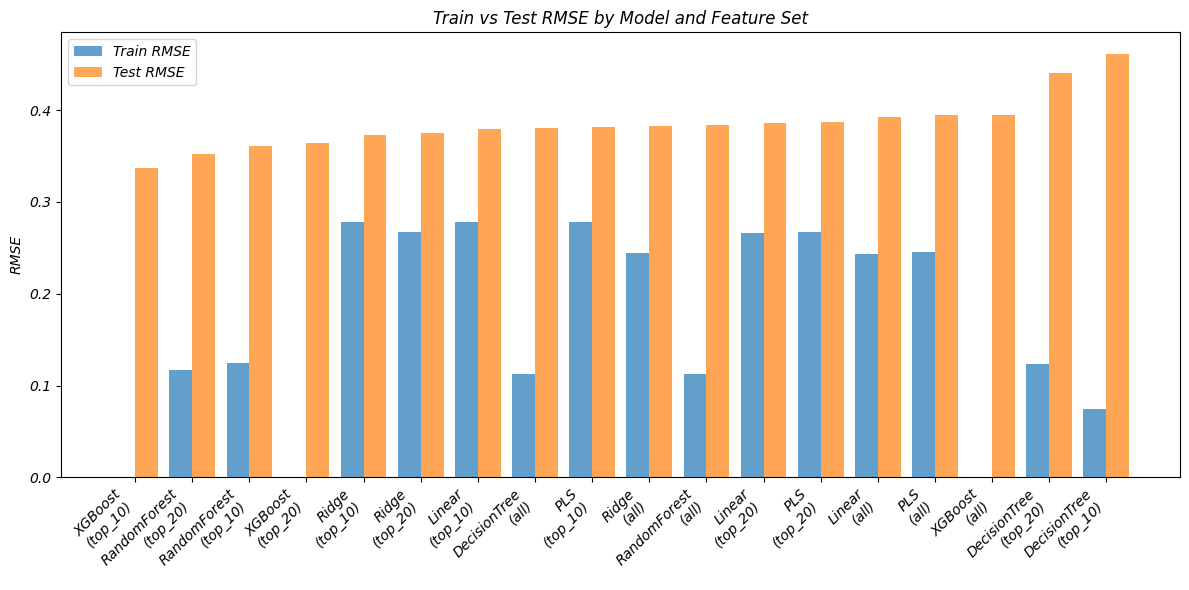 Train vs Test RMSE by Model and Feature Set
Train RMSE
Test RMSE
RMSE
0.4
0.3
0.2
0.1
0.0
XGBoost
(top_10)
RandomForest
(top_20)
RandomForest
(top_10)
XGBoost
(top_20)
Ridge
(top_10)
Ridge
(top_20)
Linear
(top_10)
DecisionTree
(all)
PLS
(top_10)
Ridge
(all)
RandomForest
(all)
Linear
(top_20)
PLS
(top_20)
Linear
(all)
PLS
(all)
XGBoost
(all)
DecisionTree
(top_20)
DecisionTree
(top_10)